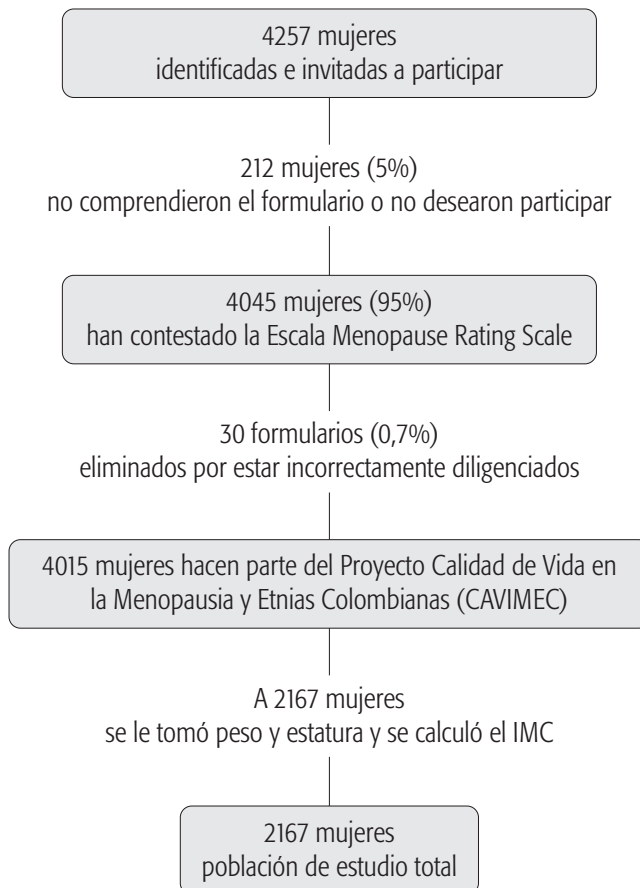 4257 mujeres
identificadas e invitadas a participar
212 mujeres (5%)
no comprendieron el formulario o no desearon participar
4045 mujeres (95%)
han contestado la Escala Menopause Rating Scale
30 formularios (0,7%)
eliminados por estar incorrectamente diligenciados
4015 mujeres hacen parte del Proyecto Calidad de Vida en
la Menopausia y Etnias Colombianas (CAVIMEC)
A 2167 mujeres
se le tomó peso y estatura y se calculó el IMC
2167 mujeres
población de estudio total